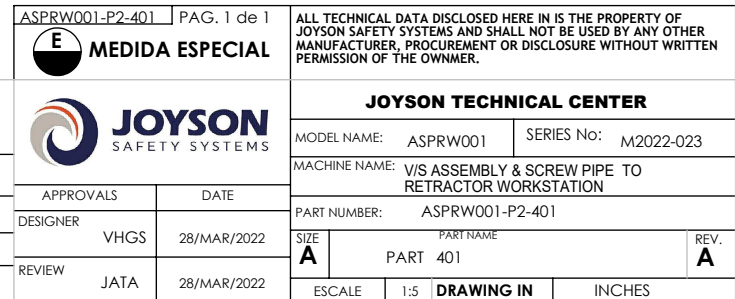 ASPRW001-P2-401 PAG. 1 de 1
E MEDIDA ESPECIAL
ALL TECHNICAL DATA DISCLOSED HERE IN IS THE PROPERTY OF
JOYSON SAFETY SYSTEMS AND SHALL NOT BE USED BY ANY OTHER
MANUFACTURER, PROCUREMENT OR DISCLOSURE WITHOUT WRITTEN
PERMISSION OF THE OWNMER.
JOYSON
SAFETY SYSTEMS
JOYSON TECHNICAL CENTER
MODEL NAME: ASPRW001 SERIES No: M2022-023
MACHINE NAME: V/S ASSEMBLY & SCREW PIPE TO
RETRACTOR WORKSTATION
APPROVALS DATE
PART NUMBER: ASPRW001-P2-401
DESIGNER
VHGS 28/MAR/2022
SIZE PART NAME REV.
A PART 401 A
REVIEW
JATA 28/MAR/2022
ESCALE 1:5 DRAWING IN INCHES